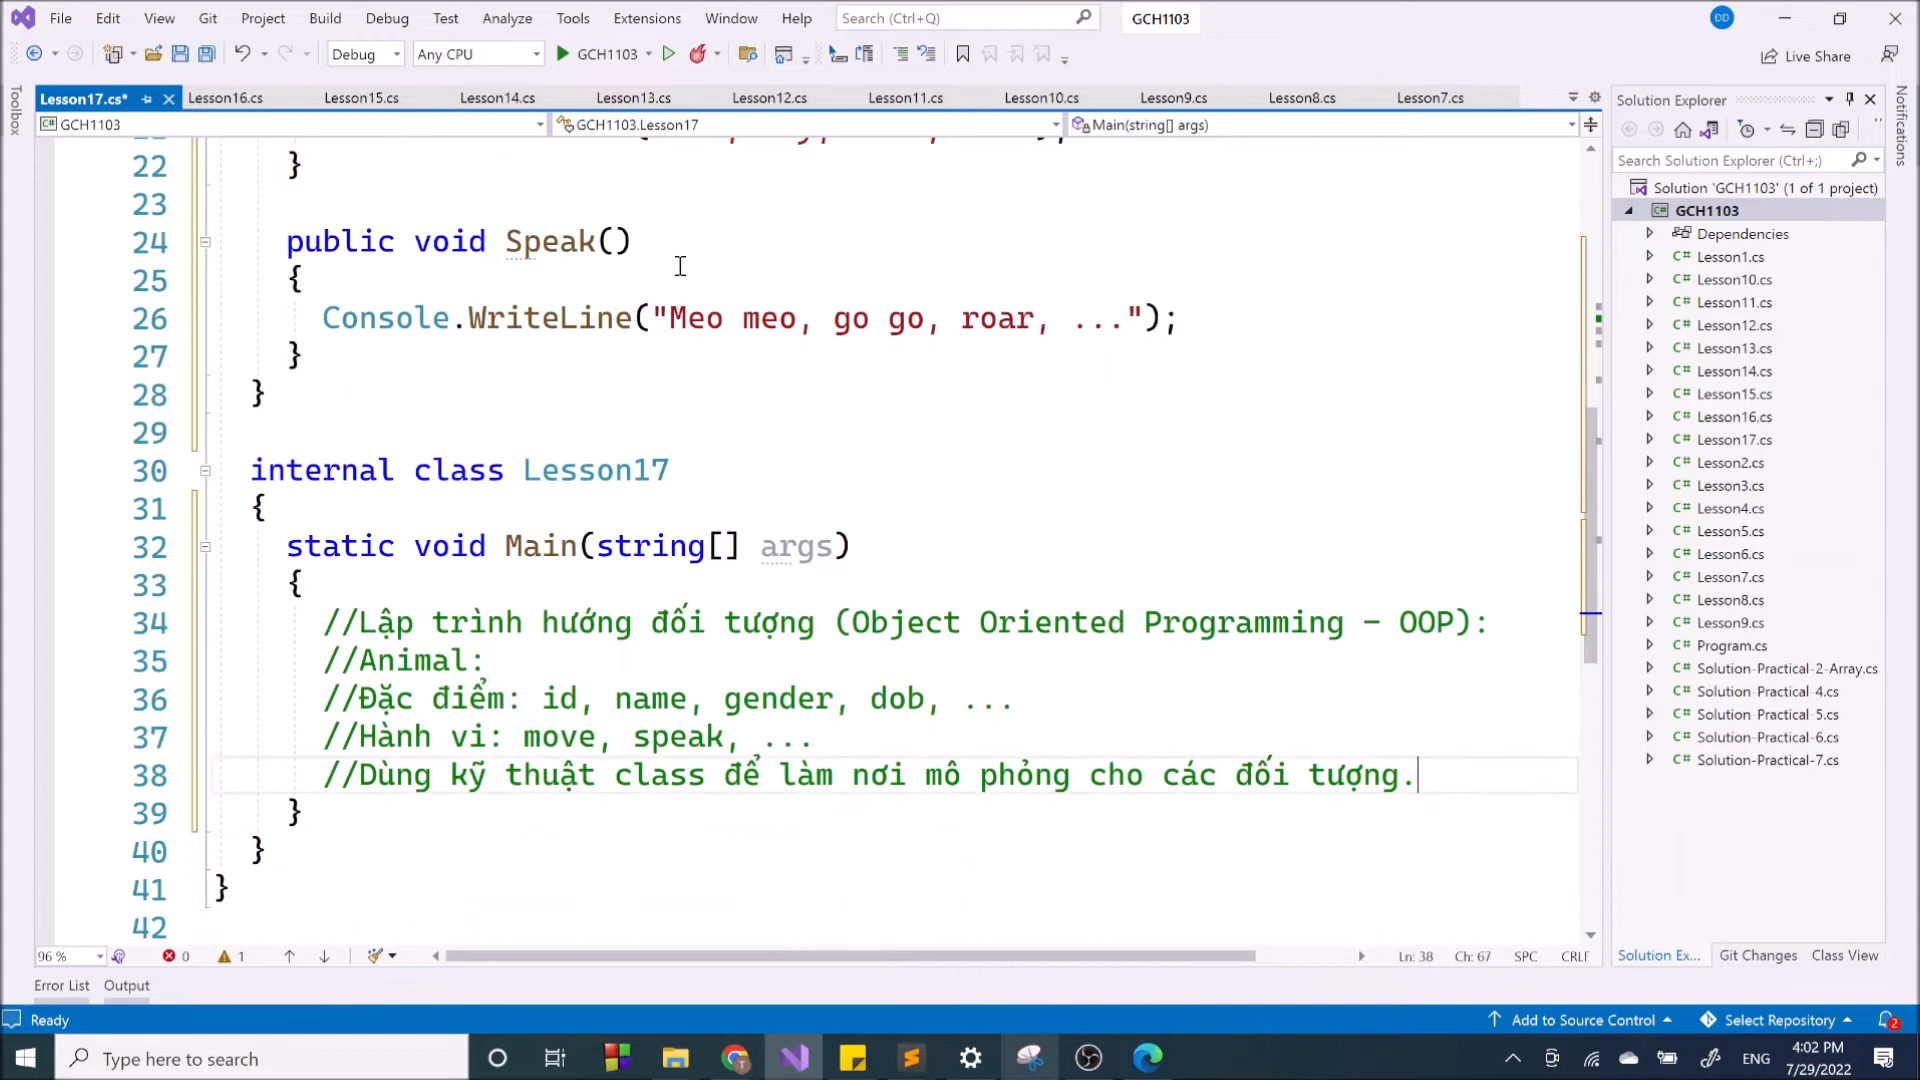 File Edit View Git Project Build Debug Test Analyze Tools Extensions Window Help Search (Ctrl+Q) GCH1103 DD
Debug Any CPU GCH1103 Live Share
Lesson17.cs* Lesson16.cs Lesson15.cs Lesson14.cs Lesson13.cs Lesson12.cs Lesson11.cs Lesson10.cs Lesson9.cs Lesson8.cs Lesson7.cs
GCH1103 GCH1103.Lesson17 Main(string[] args)
Toolbox
22 }
23
24 public void Speak()
25 {
26 Console.WriteLine("Meo meo, go go, roar, ...");
27 }
28 }
29
30 internal class Lesson17
31 {
32 static void Main(string[] args)
33 {
34 //Lập trình hướng đối tượng (Object Oriented Programming - OOP):
35 //Animal:
36 //Đặc điểm: id, name, gender, dob, ...
37 //Hành vi: move, speak, ...
38 //Dùng kỹ thuật class để làm nơi mô phỏng cho các đối tượng.
39 }
40 }
41 }
42
96 % 0 1 Ln: 38 Ch: 67 SPC CRLF
Error List Output
Solution Explorer
Search Solution Explorer (Ctrl+;)
Solution 'GCH1103' (1 of 1 project)
GCH1103
Dependencies
C# Lesson1.cs
C# Lesson10.cs
C# Lesson11.cs
C# Lesson12.cs
C# Lesson13.cs
C# Lesson14.cs
C# Lesson15.cs
C# Lesson16.cs
C# Lesson17.cs
C# Lesson2.cs
C# Lesson3.cs
C# Lesson4.cs
C# Lesson5.cs
C# Lesson6.cs
C# Lesson7.cs
C# Lesson8.cs
C# Lesson9.cs
C# Program.cs
C# Solution-Practical-2-Array.cs
C# Solution-Practical-4.cs
C# Solution-Practical-5.cs
C# Solution-Practical-6.cs
C# Solution-Practical-7.cs
Solution Ex... Git Changes Class View
Notifications
Ready Add to Source Control Select Repository 2
Type here to search ENG 4:02 PM
7/29/2022